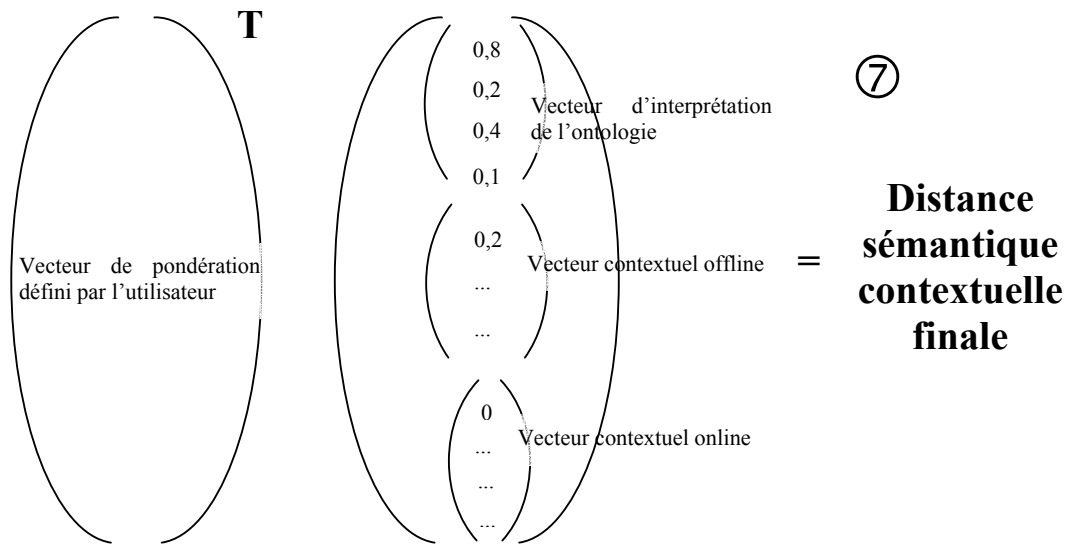 T
Vecteur de pondération
défini par l'utilisateur
0,8
0,2
0,4
0,1
Vecteur d'interprétation
de l'ontologie
0,2
...
...
Vecteur contextuel offline
0
...
...
...
Vecteur contextuel online
=
⑦
Distance
sémantique
contextuelle
finale